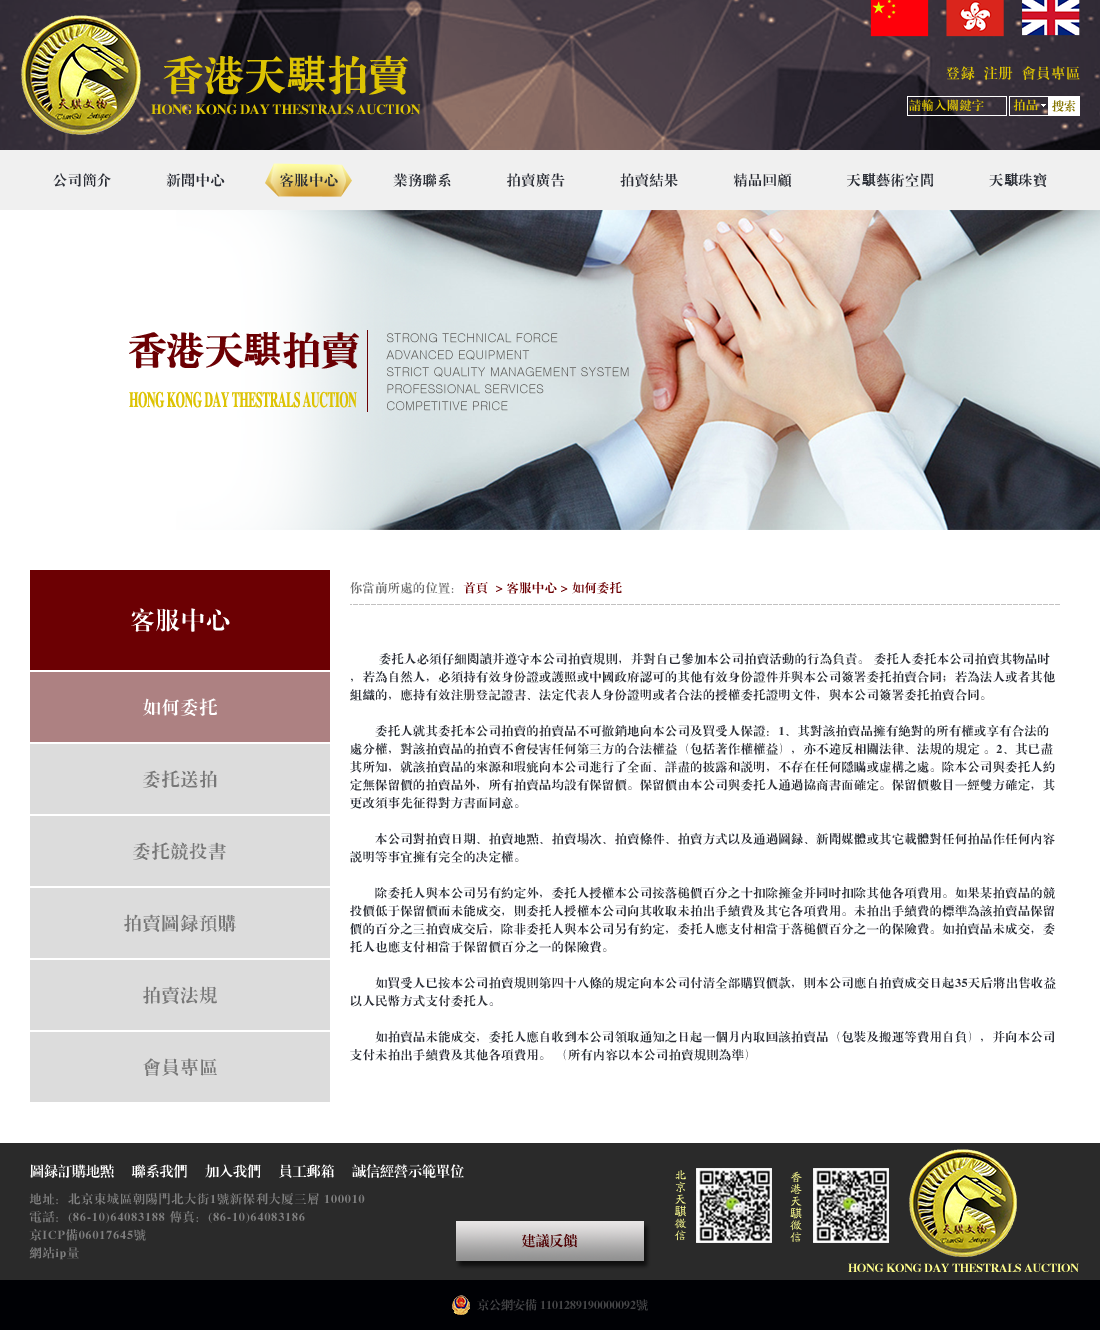 天騏文物
TianQi Antiques
香港天騏拍賣
HONG KONG DAY THESTRALS AUCTION
登録 注册 會員專區
請輸入關鍵字 拍品 搜索
公司簡介 新聞中心 客服中心 業務聯系 拍賣廣告 拍賣結果 精品回顧 天騏藝術空間 天騏珠寶
香港天騏拍賣
HONG KONG DAY THESTRALS AUCTION
STRONG TECHNICAL FORCE
ADVANCED EQUIPMENT
STRICT QUALITY MANAGEMENT SYSTEM
PROFESSIONAL SERVICES
COMPETITIVE PRICE
客服中心
如何委托
委托送拍
委托競投書
拍賣圖録預購
拍賣法規
會員專區
你當前所處的位置：首頁 > 客服中心 > 如何委托
委托人必須仔細閱讀并遵守本公司拍賣規則，并對自己參加本公司拍賣活動的行為負責。 委托人委托本公司拍賣其物品时
，若為自然人，必須持有效身份證或護照或中國政府認可的其他有效身份證件并與本公司簽署委托拍賣合同；若為法人或者其他
組織的，應持有效注册登記證書、法定代表人身份證明或者合法的授權委托證明文件，與本公司簽署委托拍賣合同。
委托人就其委托本公司拍賣的拍賣品不可撤銷地向本公司及買受人保證：1、其對該拍賣品擁有絶對的所有權或享有合法的
處分權，對該拍賣品的拍賣不會侵害任何第三方的合法權益（包括著作權權益），亦不違反相關法律、法規的規定 。2、其已盡
其所知，就該拍賣品的來源和瑕疵向本公司進行了全面、詳盡的披露和説明，不存在任何隱瞞或虛構之處。除本公司與委托人約
定無保留價的拍賣品外，所有拍賣品均設有保留價。保留價由本公司與委托人通過協商書面確定。保留價數目一經雙方確定，其
更改須事先征得對方書面同意。
本公司對拍賣日期、拍賣地點、拍賣場次、拍賣條件、拍賣方式以及通過圖録、新聞媒體或其它載體對任何拍品作任何内容
説明等事宜擁有完全的决定權。
除委托人與本公司另有約定外，委托人授權本公司按落槌價百分之十扣除擁金并同时扣除其他各項費用。如果某拍賣品的競
投價低于保留價而未能成交，則委托人授權本公司向其收取未拍出手續費及其它各項費用。未拍出手續費的標準為該拍賣品保留
價的百分之三拍賣成交后，除非委托人與本公司另有約定，委托人應支付相當于落槌價百分之一的保險費。如拍賣品未成交，委
托人也應支付相當于保留價百分之一的保險費。
如買受人已按本公司拍賣規則第四十八條的規定向本公司付清全部購買價款，則本公司應自拍賣成交日起35天后將出售收益
以人民幣方式支付委托人。
如拍賣品未能成交，委托人應自收到本公司領取通知之日起一個月内取回該拍賣品（包裝及搬運等費用自負），并向本公司
支付未拍出手續費及其他各項費用。（所有内容以本公司拍賣規則為準）
圖録訂購地點 聯系我們 加入我們 員工郵箱 誠信經營示範單位
地址：北京東城區朝陽門北大街1號新保利大厦三層 100010
電話：(86-10)64083188 傳真：(86-10)64083186
京ICP備06017645號
網站ip量
建議反饋
北京天騏微信
香港天騏微信
天騏文物
TianQi Antiques
HONG KONG DAY THESTRALS AUCTION
京公網安備 1101289190000092號